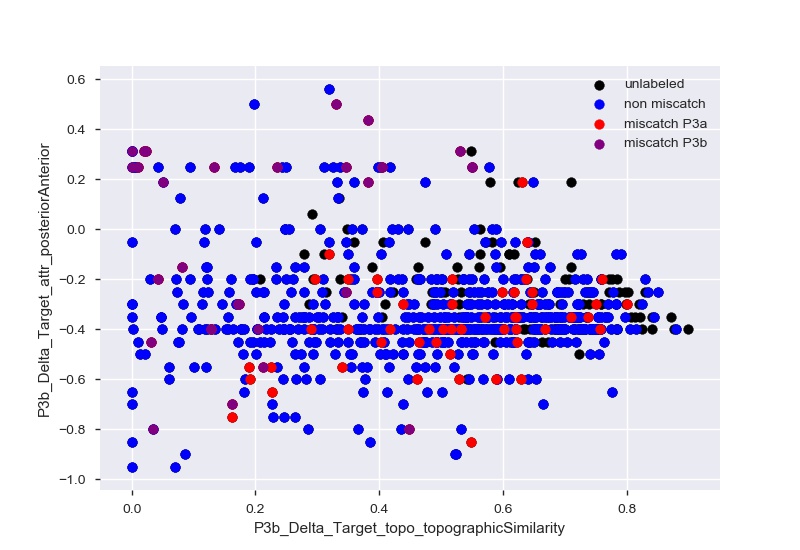 0.6
0.4
0.2
0.0
−0.2
−0.4
−0.6
−0.8
−1.0
P3b_Delta_Target_attr_posteriorAnterior
unlabeled
non miscatch
miscatch P3a
miscatch P3b
0.0 0.2 0.4 0.6 0.8
P3b_Delta_Target_topo_topographicSimilarity